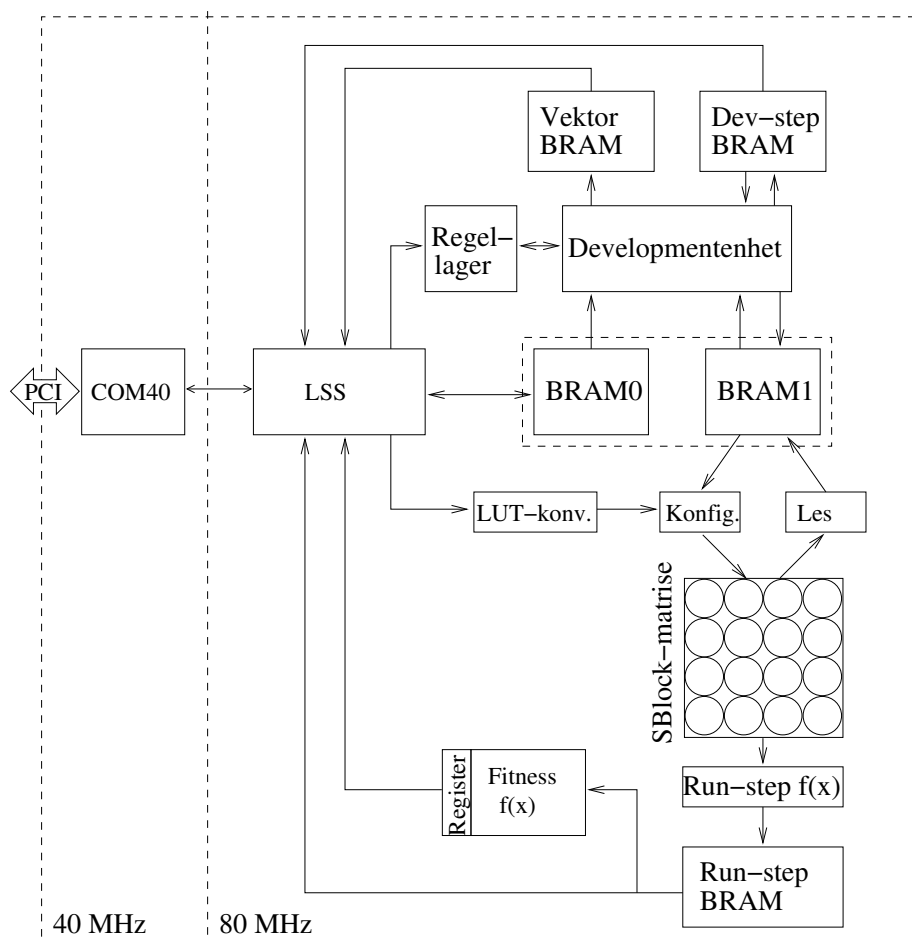 Vektor
BRAM
Dev-step
BRAM
Regel-
lager
Developmentenhet
PCI
COM40
LSS
BRAM0
BRAM1
LUT-konv.
Konfig.
Les
SBlock-matrise
Register
Fitness
f(x)
Run-step f(x)
Run-step
BRAM
40 MHz
80 MHz